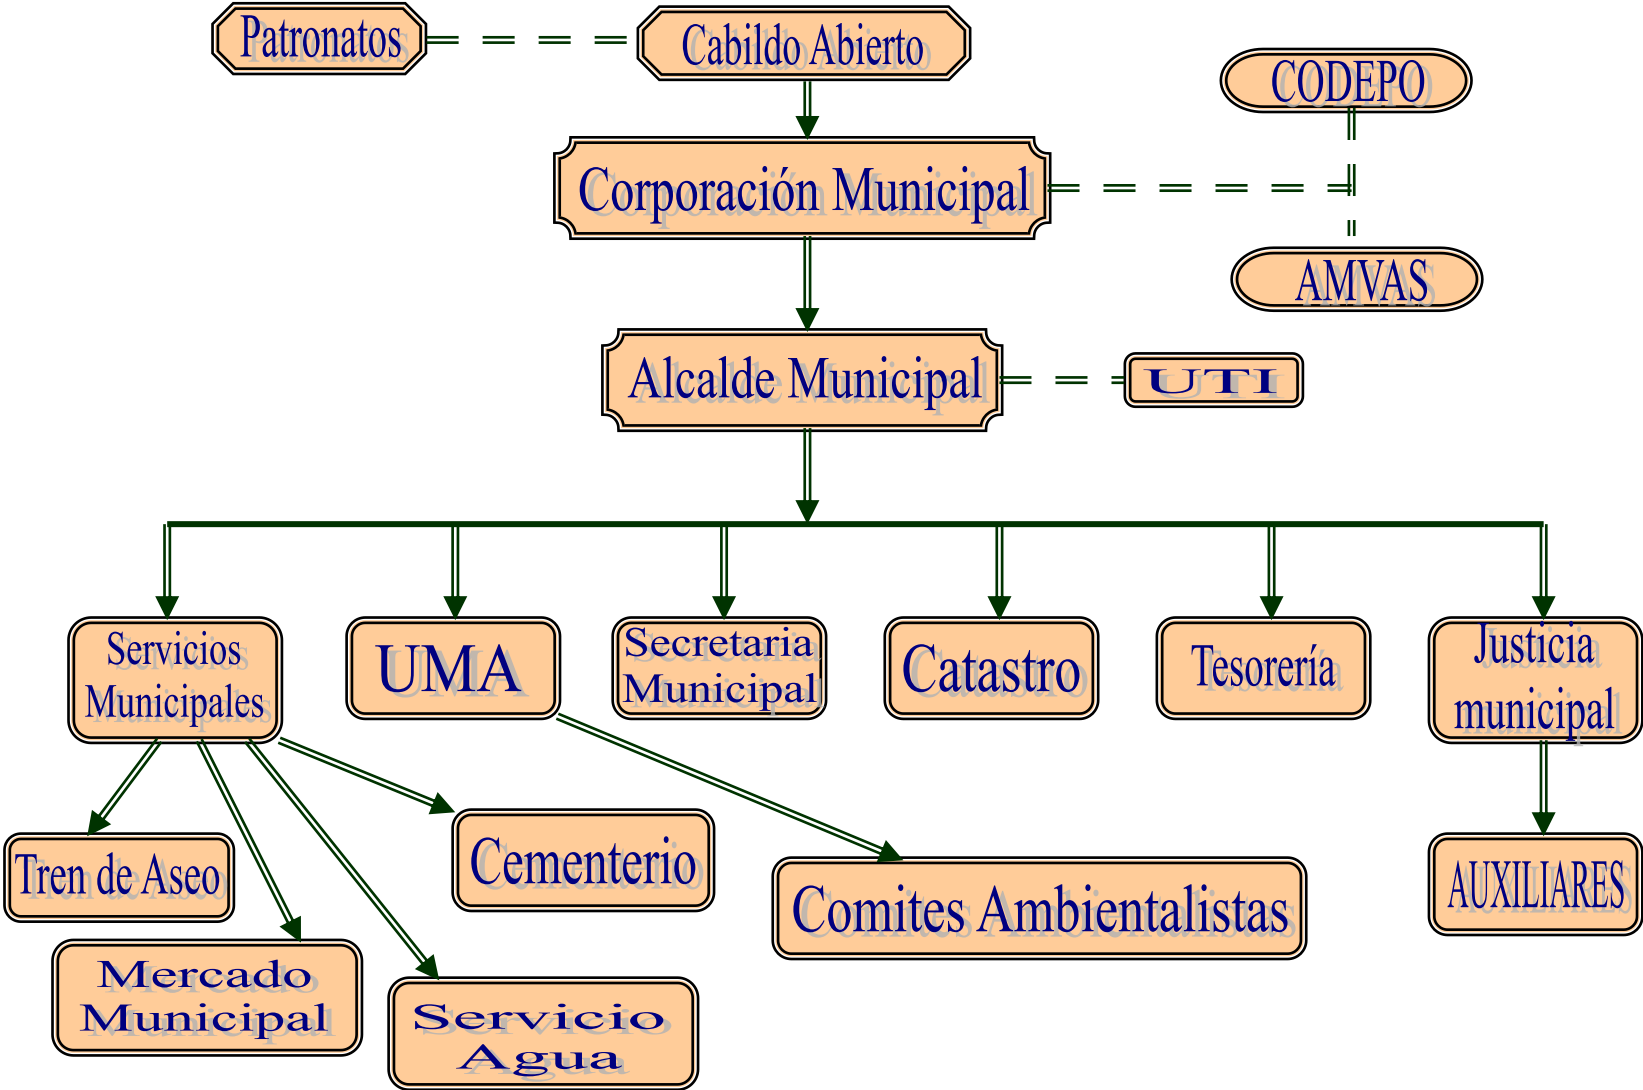 Patronatos
Cabildo Abierto
CODEPO
Corporación Municipal
AMVAS
Alcalde Municipal
UTI
Servicios
Municipales
UMA
Secretaria
Municipal
Catastro
Tesorería
Justicia
municipal
Tren de Aseo
Cementerio
Comites Ambientalistas
AUXILIARES
Mercado
Municipal
Servicio
Agua